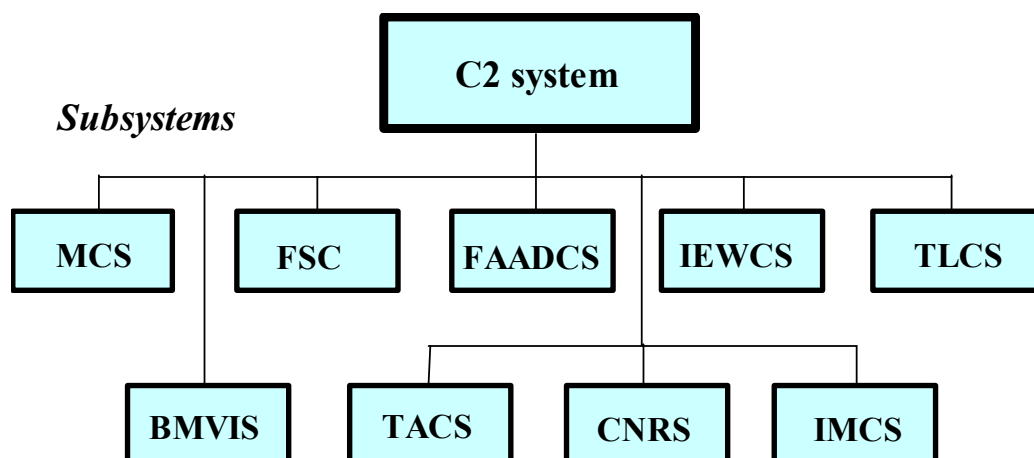 C2 system
Subsystems
MCS
FSC
FAADCS
IEWCS
TLCS
BMVIS
TACS
CNRS
IMCS